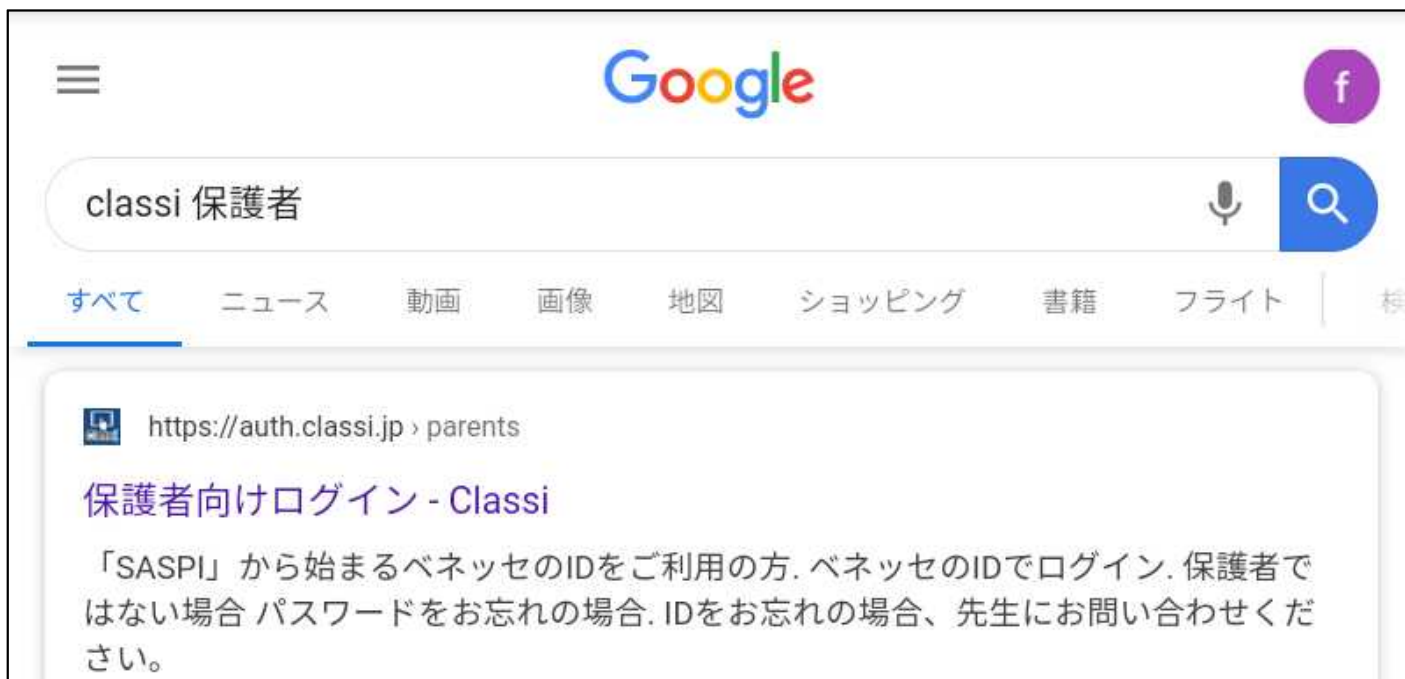 Google
f
classi 保護者
すべて ニュース 動画 画像 地図 ショッピング 書籍 フライト 検
https://auth.classi.jp › parents
保護者向けログイン - Classi
「SASPI」から始まるベネッセのIDをご利用の方. ベネッセのIDでログイン. 保護者で
はない場合 パスワードをお忘れの場合. IDをお忘れの場合、先生にお問い合わせくだ
さい。